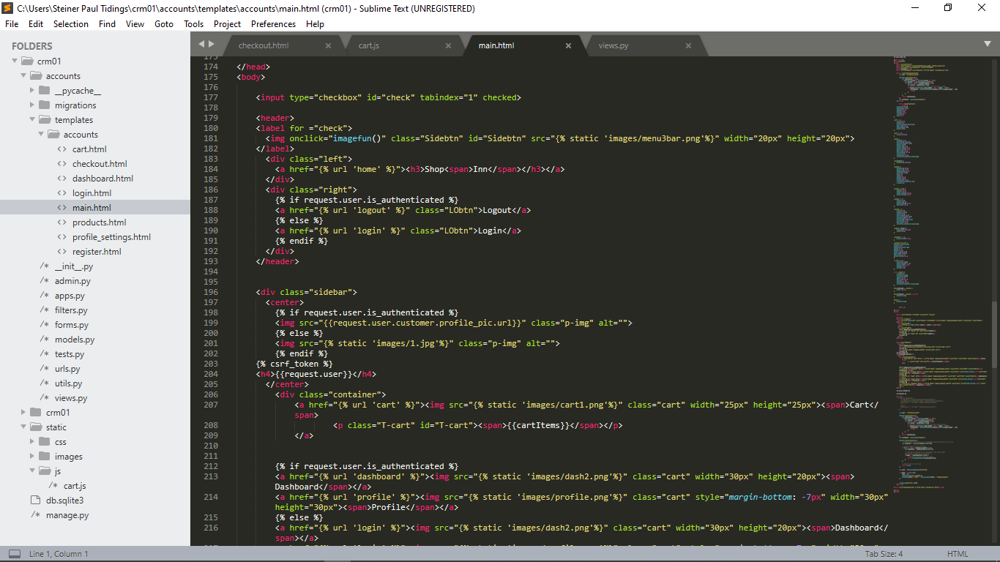 C:\Users\Steiner Paul Tidings\crm01\accounts\templates\accounts\main.html (crm01) - Sublime Text (UNREGISTERED)
File Edit Selection Find View Goto Tools Project Preferences Help
FOLDERS
crm01
accounts
__pycache__
migrations
templates
accounts
<> cart.html
<> checkout.html
<> dashboard.html
<> login.html
<> main.html
<> products.html
<> profile_settings.html
<> register.html
/* __init__.py
/* admin.py
/* apps.py
/* filters.py
/* forms.py
/* models.py
/* tests.py
/* urls.py
/* utils.py
/* views.py
crm01
static
css
images
js
/* cart.js
db.sqlite3
/* manage.py
checkout.html cart.js main.html views.py
173
174 </head>
175 <body>
176
177 <input type="checkbox" id="check" tabindex="1" checked>
178
179 <header>
180 <label for ="check">
181 <img onclick="imagefun()" class="Sidebtn" id="Sidebtn" src="{% static 'images/menu3bar.png'%}" width="20px" height="20px">
182 </label>
183 <div class="left">
184 <a href="{% url 'home' %}"><h3>Shop<span>Inn</span></h3></a>
185 </div>
186 <div class="right">
187 {% if request.user.is_authenticated %}
188 <a href="{% url 'logout' %}" class="LObtn">Logout</a>
189 {% else %}
190 <a href="{% url 'login' %}" class="LObtn">Login</a>
191 {% endif %}
192 </div>
193 </header>
194
195
196 <div class="sidebar">
197 <center>
198 {% if request.user.is_authenticated %}
199 <img src="{{request.user.customer.profile_pic.url}}" class="p-img" alt="">
200 {% else %}
201 <img src="{% static 'images/1.jpg'%}" class="p-img" alt="">
202 {% endif %}
203 {% csrf_token %}
204 <h4>{{request.user}}</h4>
205 </center>
206 <div class="container">
207 <a href="{% url 'cart' %}"><img src="{% static 'images/cart1.png'%}" class="cart" width="25px" height="25px"><span>Cart</
span>
208 <p class="T-cart" id="T-cart"><span>{{cartItems}}</span></p>
209 </a>
210
211
212 {% if request.user.is_authenticated %}
213 <a href="{% url 'dashboard' %}"><img src="{% static 'images/dash2.png'%}" class="cart" width="30px" height="20px"><span>
Dashboard</span></a>
214 <a href="{% url 'profile' %}"><img src="{% static 'images/profile.png'%}" class="cart" style="margin-bottom: -7px" width="30px"
height="30px"><span>Profile</span></a>
215 {% else %}
216 <a href="{% url 'login' %}"><img src="{% static 'images/dash2.png'%}" class="cart" width="30px" height="20px"><span>Dashboard</
span></a>
Line 1, Column 1 Tab Size: 4 HTML